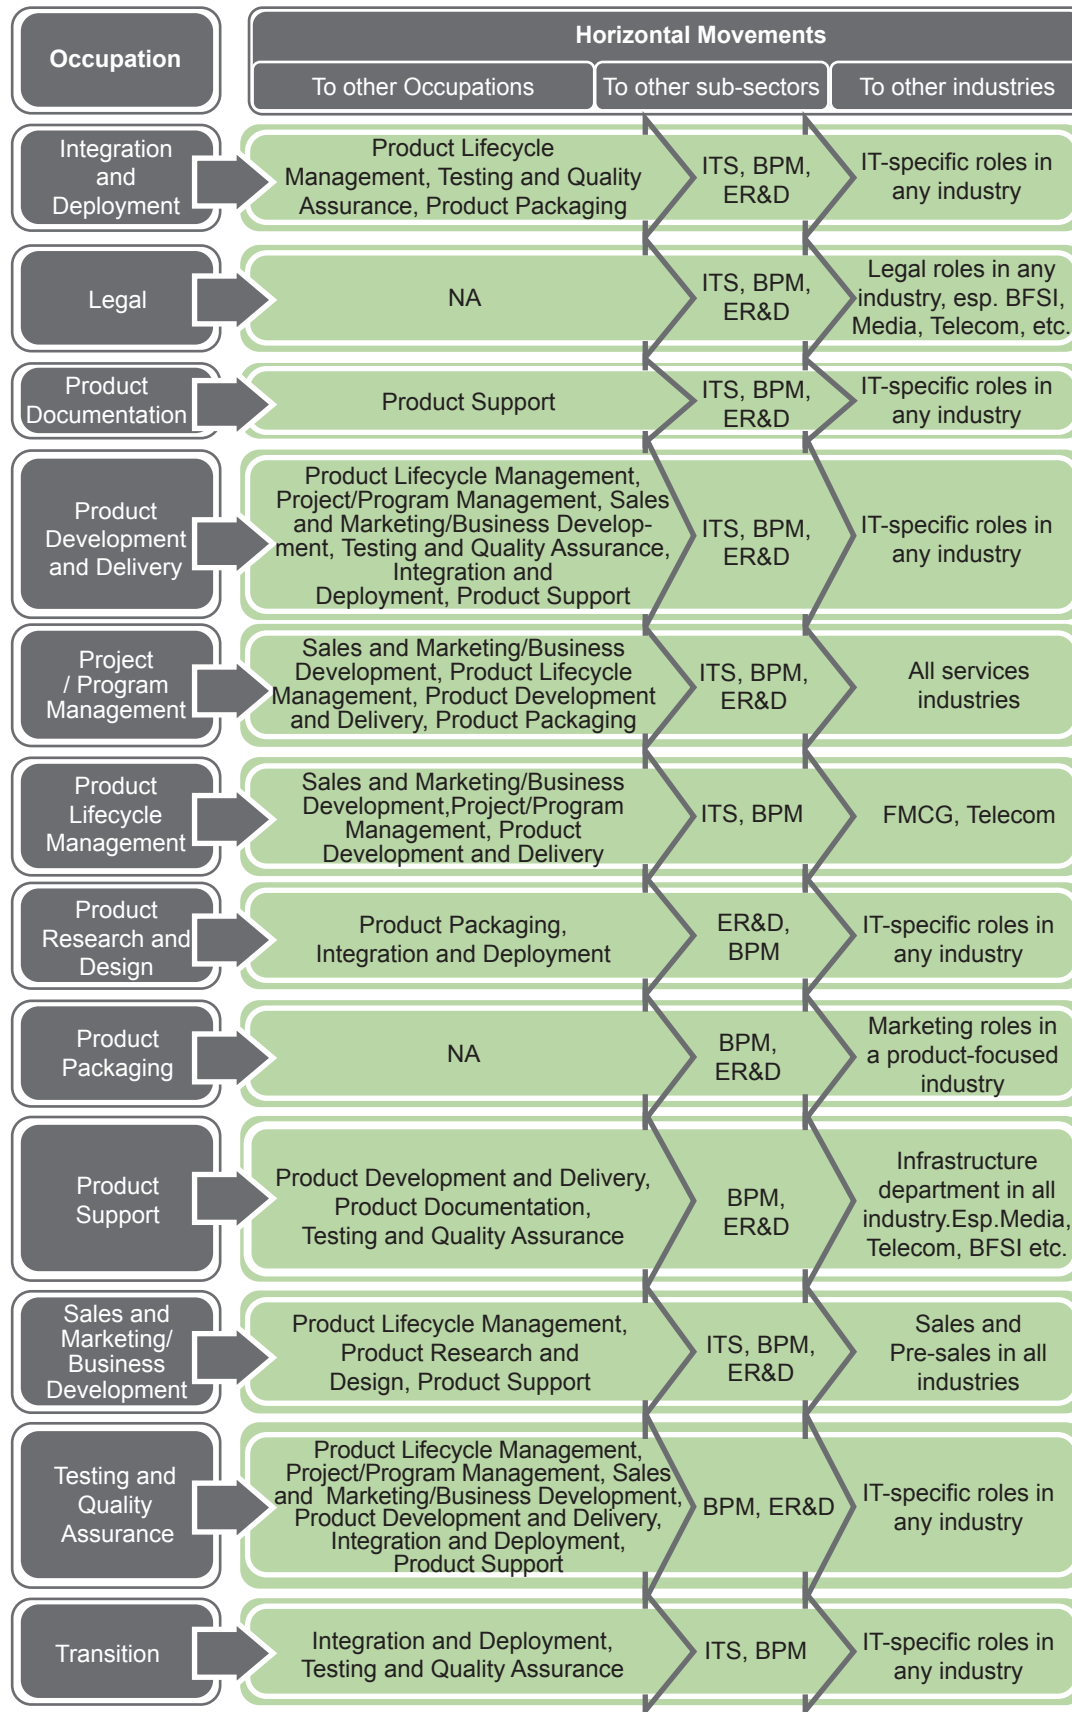 Occupation
Horizontal Movements
To other Occupations
To other sub-sectors
To other industries
Integration
and
Deployment
Product Lifecycle
Management, Testing and Quality
Assurance, Product Packaging
ITS, BPM,
ER&D
IT-specific roles in
any industry
Legal
NA
ITS, BPM,
ER&D
Legal roles in any
industry, esp. BFSI,
Media, Telecom, etc.
Product
Documentation
Product Support
ITS, BPM,
ER&D
IT-specific roles in
any industry
Product
Development
and Delivery
Product Lifecycle Management,
Project/Program Management, Sales
and Marketing/Business Develop-
ment, Testing and Quality Assurance,
Integration and
Deployment, Product Support
ITS, BPM,
ER&D
IT-specific roles in
any industry
Project
/ Program
Management
Sales and Marketing/Business
Development, Product Lifecycle
Management, Product Development
and Delivery, Product Packaging
ITS, BPM,
ER&D
All services
industries
Product
Lifecycle
Management
Sales and Marketing/Business
Development,Project/Program
Management, Product
Development and Delivery
ITS, BPM
FMCG, Telecom
Product
Research and
Design
Product Packaging,
Integration and Deployment
ER&D,
BPM
IT-specific roles in
any industry
Product
Packaging
NA
BPM,
ER&D
Marketing roles in
a product-focused
industry
Product
Support
Product Development and Delivery,
Product Documentation,
Testing and Quality Assurance
BPM,
ER&D
Infrastructure
department in all
industry.Esp.Media,
Telecom, BFSI etc.
Sales and
Marketing/
Business
Development
Product Lifecycle Management,
Product Research and
Design, Product Support
ITS, BPM,
ER&D
Sales and
Pre-sales in all
industries
Testing and
Quality
Assurance
Product Lifecycle Management,
Project/Program Management, Sales
and  Marketing/Business Development,
Product Development and Delivery,
Integration and Deployment,
Product Support
BPM, ER&D
IT-specific roles in
any industry
Transition
Integration and Deployment,
Testing and Quality Assurance
ITS, BPM
IT-specific roles in
any industry